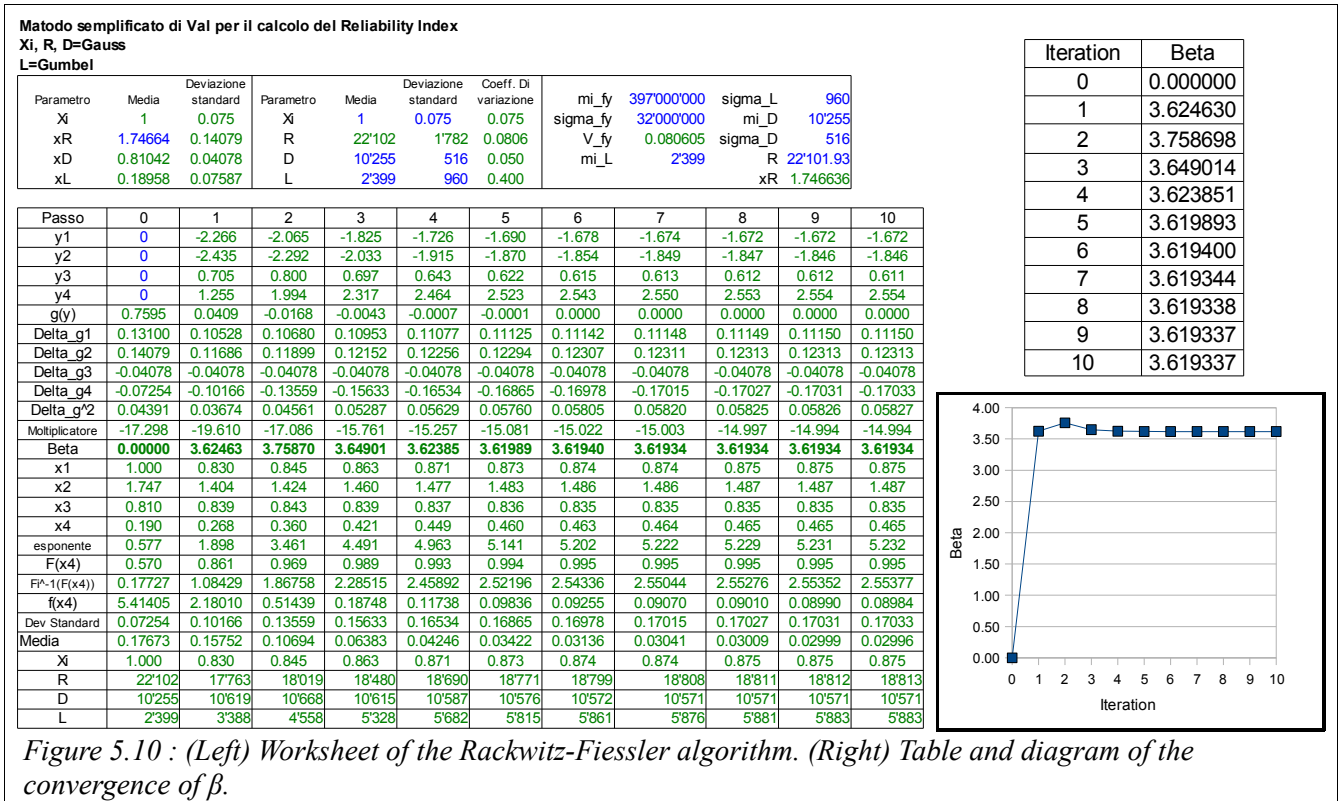 Matodo semplificato di Val per il calcolo del Reliability Index
Xi, R, D=Gauss
L=Gumbel
Parametro Media Deviazione standard Parametro Media Deviazione standard Coeff. Di variazione mi_fy 397'000'000 sigma_L 960
Xi 1 0.075 Xi 1 0.075 0.075 sigma_fy 32'000'000 mi_D 10'255
xR 1.74664 0.14079 R 22'102 1'782 0.0806 V_fy 0.080605 sigma_D 516
xD 0.81042 0.04078 D 10'255 516 0.050 mi_L 2'399 R 22'101.93
xL 0.18958 0.07587 L 2'399 960 0.400 xR 1.746636
Passo 0 1 2 3 4 5 6 7 8 9 10
y1 0 -2.266 -2.065 -1.825 -1.726 -1.690 -1.678 -1.674 -1.672 -1.672 -1.672
y2 0 -2.435 -2.292 -2.033 -1.915 -1.870 -1.854 -1.849 -1.847 -1.846 -1.846
y3 0 0.705 0.800 0.697 0.643 0.622 0.615 0.613 0.612 0.612 0.611
y4 0 1.255 1.994 2.317 2.464 2.523 2.543 2.550 2.553 2.554 2.554
g(y) 0.7595 0.0409 -0.0168 -0.0043 -0.0007 -0.0001 0.0000 0.0000 0.0000 0.0000 0.0000
Delta_g1 0.13100 0.10528 0.10680 0.10953 0.11077 0.11125 0.11142 0.11148 0.11149 0.11150 0.11150
Delta_g2 0.14079 0.11686 0.11899 0.12152 0.12256 0.12294 0.12307 0.12311 0.12313 0.12313 0.12313
Delta_g3 -0.04078 -0.04078 -0.04078 -0.04078 -0.04078 -0.04078 -0.04078 -0.04078 -0.04078 -0.04078 -0.04078
Delta_g4 -0.07254 -0.10166 -0.13559 -0.15633 -0.16534 -0.16865 -0.16978 -0.17015 -0.17027 -0.17031 -0.17033
Delta_g^2 0.04391 0.03674 0.04561 0.05287 0.05629 0.05760 0.05805 0.05820 0.05825 0.05826 0.05827
Moltiplicatore -17.298 -19.610 -17.086 -15.761 -15.257 -15.081 -15.022 -15.003 -14.997 -14.994 -14.994
Beta 0.00000 3.62463 3.75870 3.64901 3.62385 3.61989 3.61940 3.61934 3.61934 3.61934 3.61934
x1 1.000 0.830 0.845 0.863 0.871 0.873 0.874 0.874 0.875 0.875 0.875
x2 1.747 1.404 1.424 1.460 1.477 1.483 1.486 1.486 1.487 1.487 1.487
x3 0.810 0.839 0.843 0.839 0.837 0.836 0.835 0.835 0.835 0.835 0.835
x4 0.190 0.268 0.360 0.421 0.449 0.460 0.463 0.464 0.465 0.465 0.465
esponente 0.577 1.898 3.461 4.491 4.963 5.141 5.202 5.222 5.229 5.231 5.232
F(x4) 0.570 0.861 0.969 0.989 0.993 0.994 0.995 0.995 0.995 0.995 0.995
Fi^-1(F(x4)) 0.17727 1.08429 1.86758 2.28515 2.45892 2.52196 2.54336 2.55044 2.55276 2.55352 2.55377
f(x4) 5.41405 2.18010 0.51439 0.18748 0.11738 0.09836 0.09255 0.09070 0.09010 0.08990 0.08984
Dev Standard 0.07254 0.10166 0.13559 0.15633 0.16534 0.16865 0.16978 0.17015 0.17027 0.17031 0.17033
Media 0.17673 0.15752 0.10694 0.06383 0.04246 0.03422 0.03136 0.03041 0.03009 0.02999 0.02996
Xi 1.000 0.830 0.845 0.863 0.871 0.873 0.874 0.874 0.875 0.875 0.875
R 22'102 17'763 18'019 18'480 18'690 18'771 18'799 18'808 18'811 18'812 18'813
D 10'255 10'619 10'668 10'615 10'587 10'576 10'572 10'571 10'571 10'571 10'571
L 2'399 3'388 4'558 5'328 5'682 5'815 5'861 5'876 5'881 5'883 5'883
Iteration Beta
0 0.000000
1 3.624630
2 3.758698
3 3.649014
4 3.623851
5 3.619893
6 3.619400
7 3.619344
8 3.619338
9 3.619337
10 3.619337
4.00
3.50
3.00
2.50
2.00
1.50
1.00
0.50
0.00
Beta
0 1 2 3 4 5 6 7 8 9 10
Iteration
Figure 5.10 : (Left) Worksheet of the Rackwitz-Fiessler algorithm. (Right) Table and diagram of the
convergence of β.